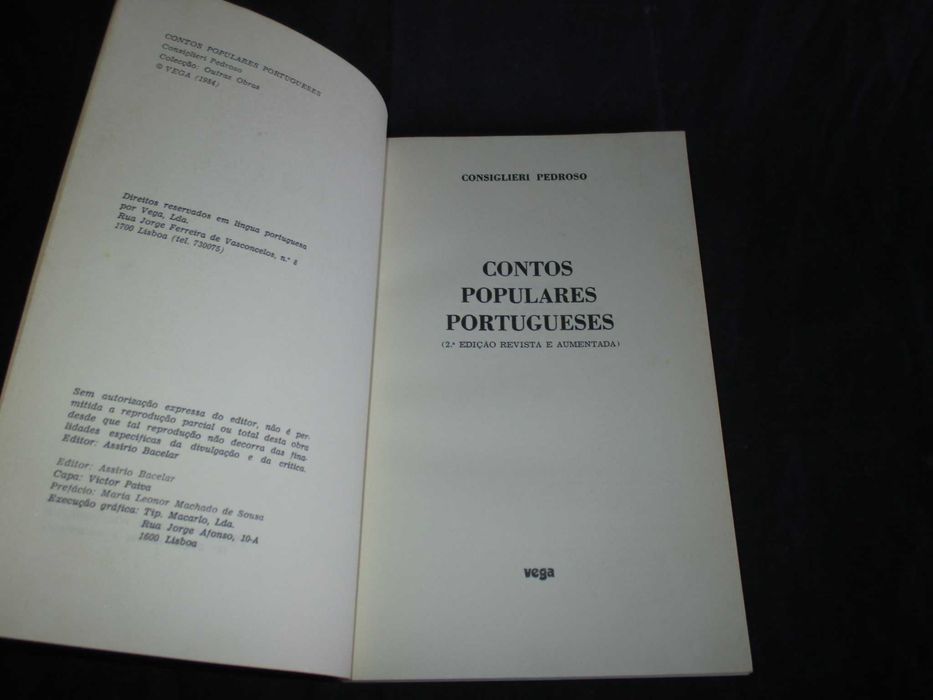 CONTOS POPULARES PORTUGUESES
Consiglieri Pedroso
Colecção: Outras Obras
© VEGA (1984)
Direitos reservados em língua portuguesa
por Vega, Lda.
Rua Jorge Ferreira de Vasconcelos, n.º 8
1700 Lisboa (tel. 730075)
Sem autorização expressa do editor, não é per-
mitida a reprodução parcial ou total desta obra
desde que tal reprodução não decorra das fina-
lidades específicas da divulgação e da crítica.
Editor: Assírio Bacelar
Editor: Assírio Bacelar
Capa: Victor Paiva
Prefácio: Maria Leonor Machado de Sousa
Execução gráfica: Tip. Macarlo, Lda.
Rua Jorge Afonso, 10-A
1600 Lisboa
CONSIGLIERI PEDROSO
CONTOS
POPULARES
PORTUGUESES
(2.ª EDIÇÃO REVISTA E AUMENTADA)
vega